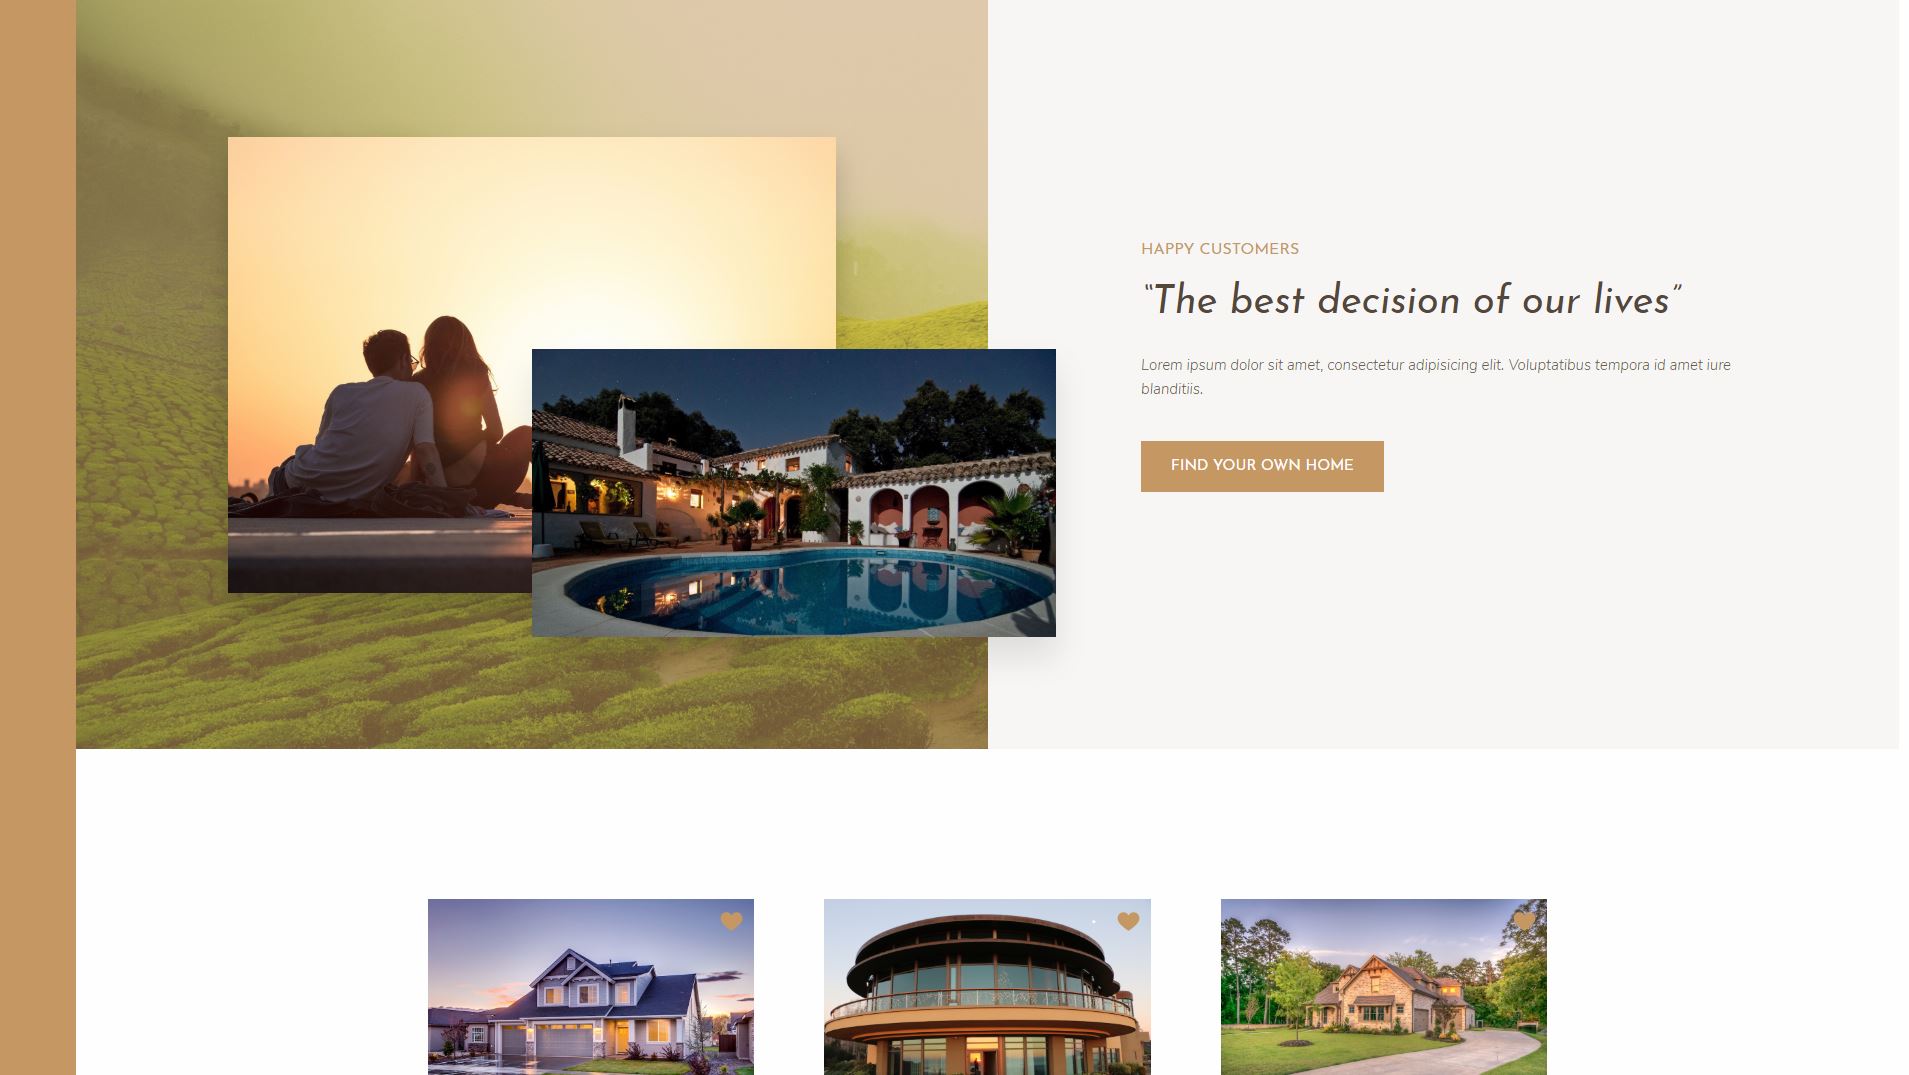 HAPPY CUSTOMERS
“The best decision of our lives”
Lorem ipsum dolor sit amet, consectetur adipisicing elit. Voluptatibus tempora id amet iure
blanditiis.
FIND YOUR OWN HOME